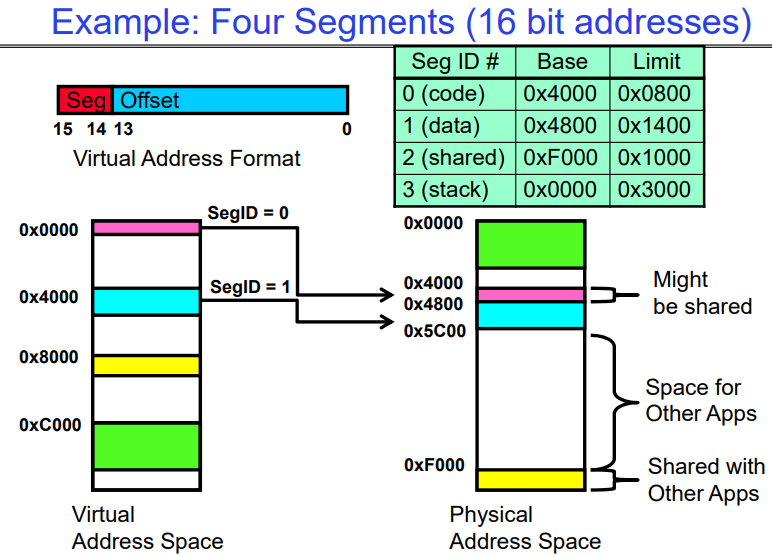 Example: Four Segments (16 bit addresses)
Seg ID # Base Limit
0 (code) 0x4000 0x0800
1 (data) 0x4800 0x1400
2 (shared) 0xF000 0x1000
3 (stack) 0x0000 0x3000
Seg Offset
15 14 13 0
Virtual Address Format
SegID = 0
0x0000
SegID = 1
0x4000
0x8000
0xC000
Virtual
Address Space
0x0000
0x4000
0x4800
0x5C00
0xF000
Might
be shared
Space for
Other Apps
Shared with
Other Apps
Physical
Address Space